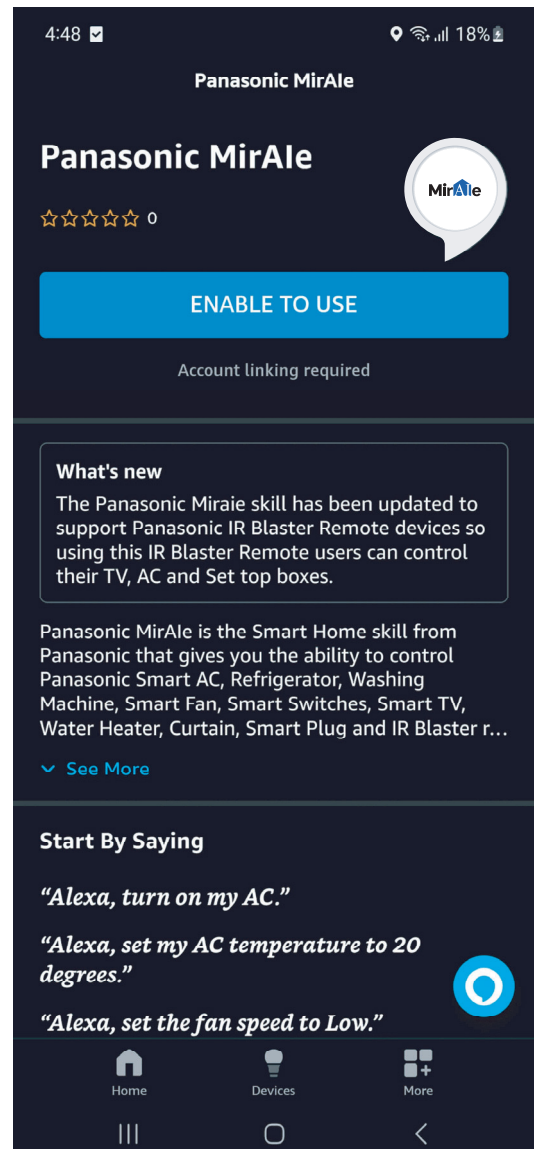 4:48 18%
Panasonic MirAIe
Panasonic MirAIe
MirAIe
0
ENABLE TO USE
Account linking required
What's new
The Panasonic Miraie skill has been updated to
support Panasonic IR Blaster Remote devices so
using this IR Blaster Remote users can control
their TV, AC and Set top boxes.
Panasonic MirAIe is the Smart Home skill from
Panasonic that gives you the ability to control
Panasonic Smart AC, Refrigerator, Washing
Machine, Smart Fan, Smart Switches, Smart TV,
Water Heater, Curtain, Smart Plug and IR Blaster r...
See More
Start By Saying
“Alexa, turn on my AC.”
“Alexa, set my AC temperature to 20
degrees.”
“Alexa, set the fan speed to Low.”
Home Devices More